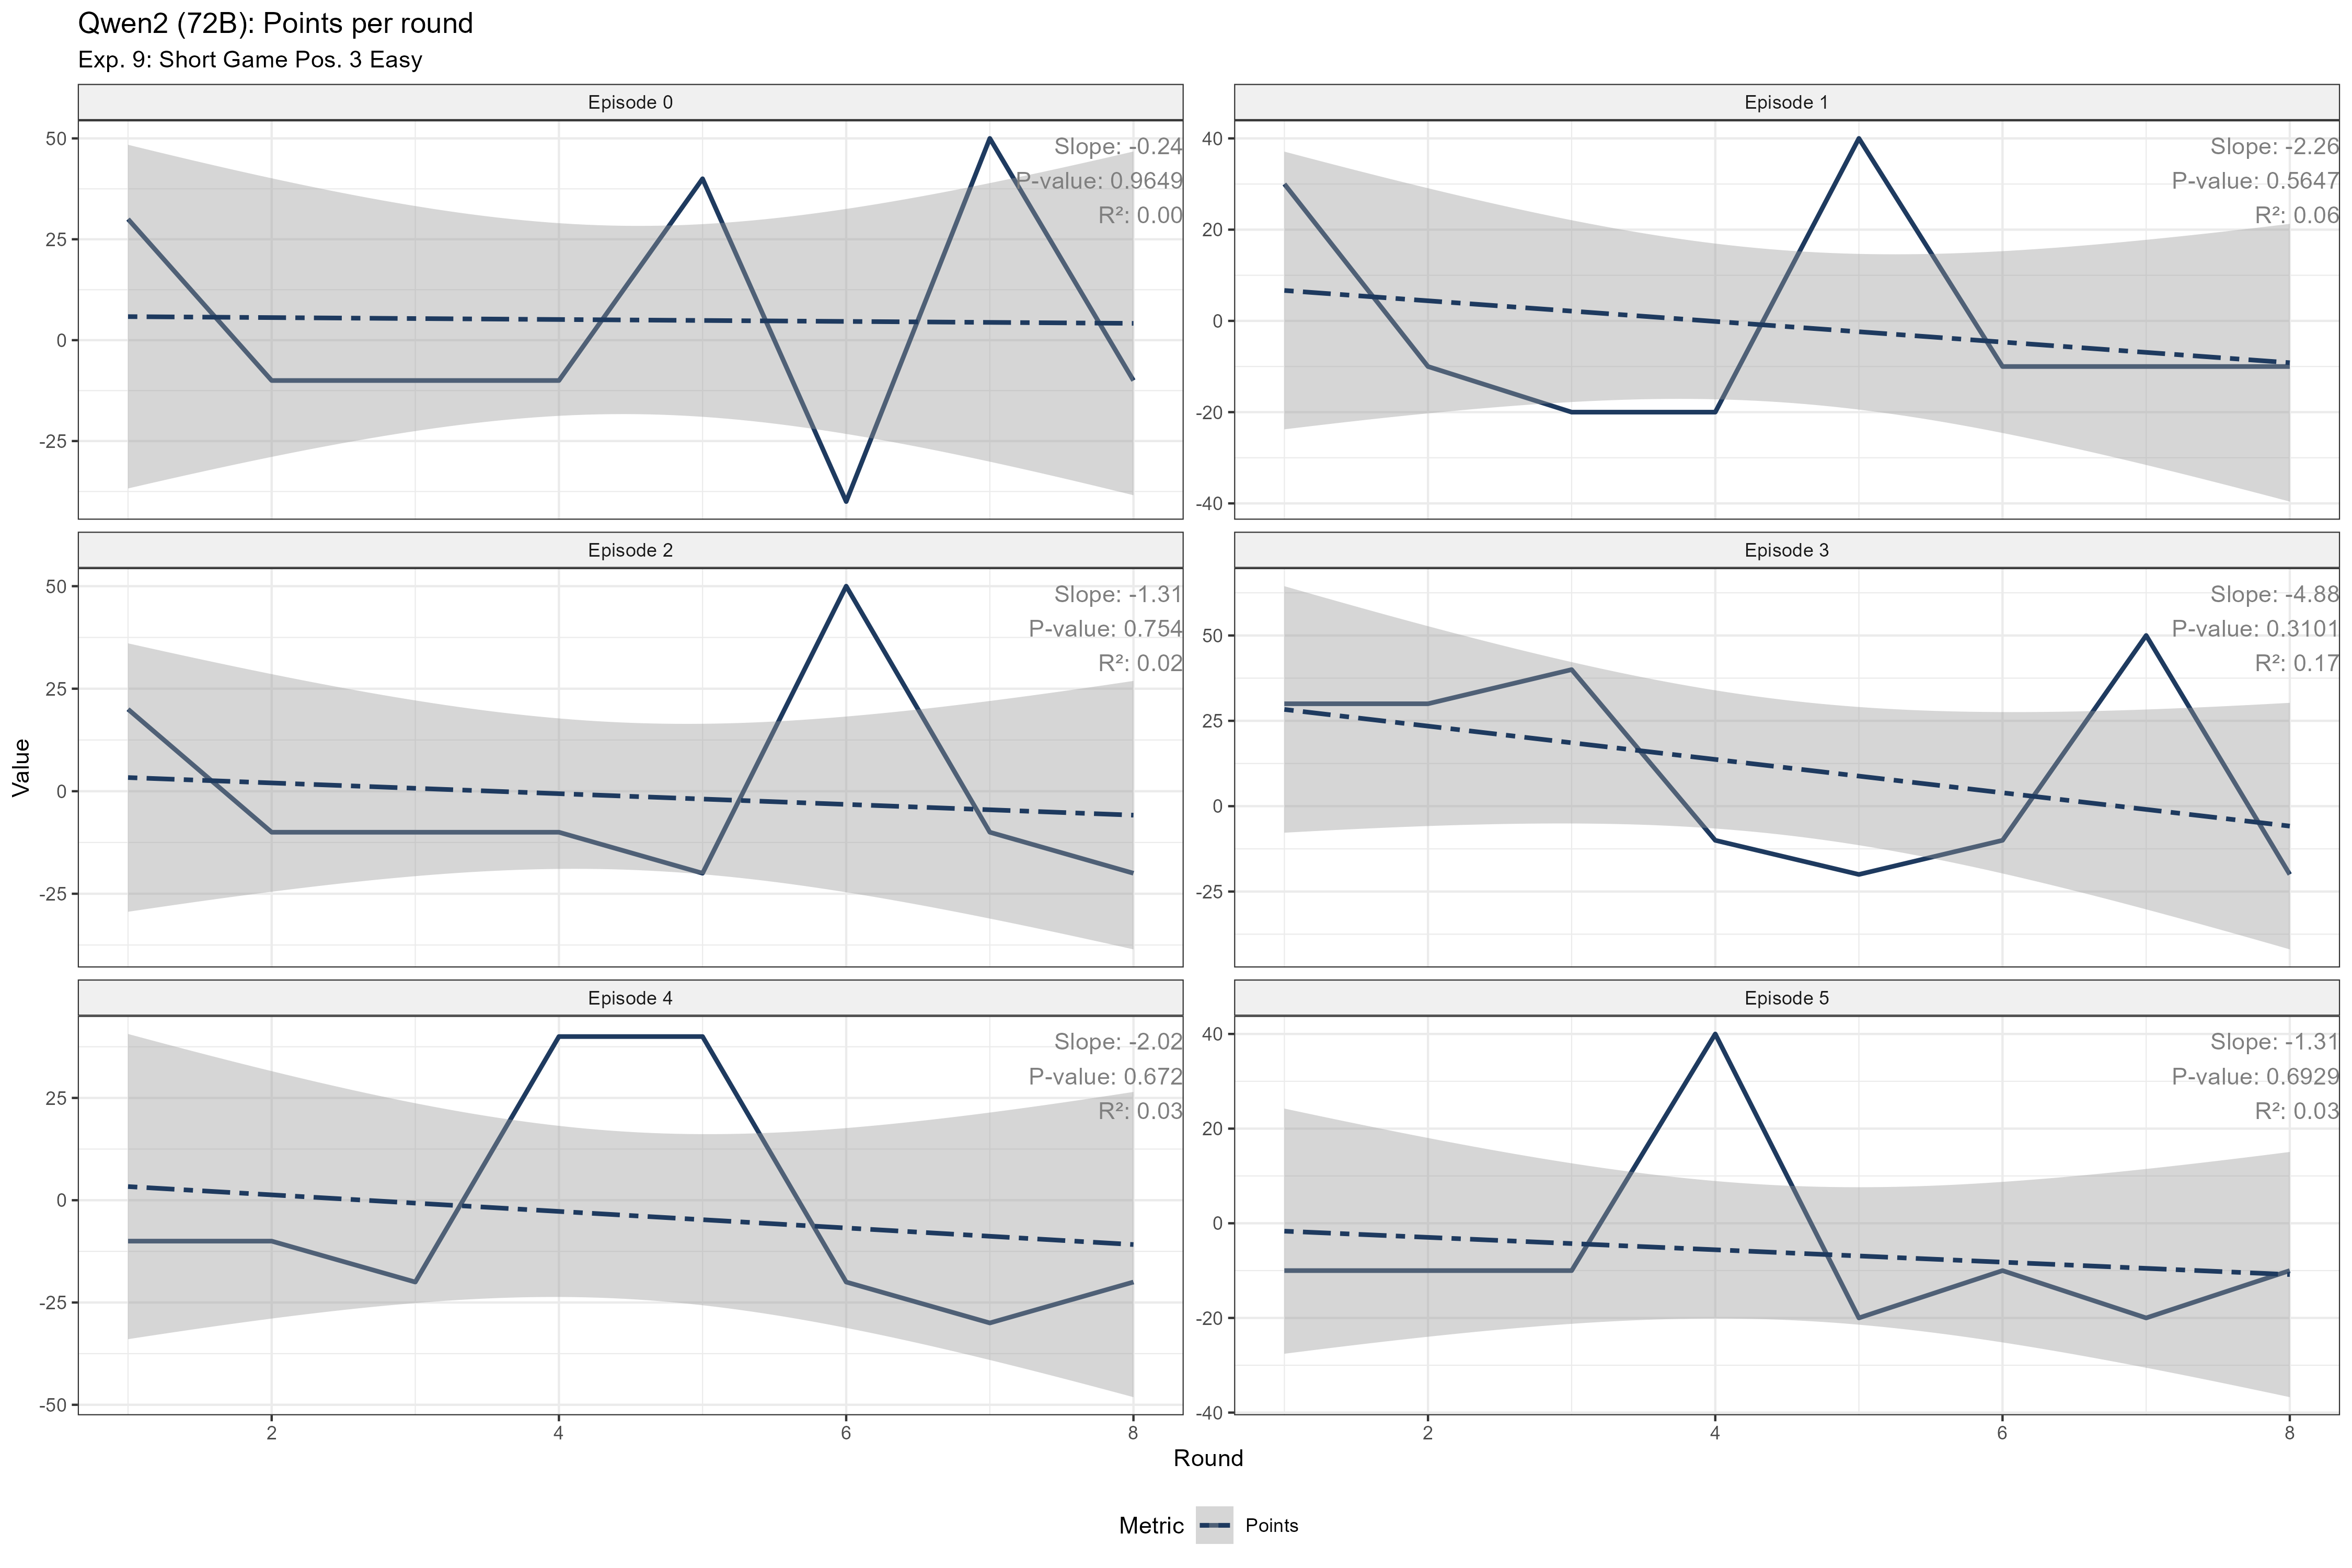 Qwen2 (72B): Points per round
Exp. 9: Short Game Pos. 3 Easy
Episode 0
50
25
0
-25
Slope: -0.24
P-value: 0.9649
R²: 0.00
Episode 1
40
20
0
-20
-40
Slope: -2.26
P-value: 0.5647
R²: 0.06
Episode 2
50
25
0
-25
Slope: -1.31
P-value: 0.754
R²: 0.02
Episode 3
50
25
0
-25
Slope: -4.88
P-value: 0.3101
R²: 0.17
Episode 4
25
0
-25
-50
Slope: -2.02
P-value: 0.672
R²: 0.03
2 4 6 8
Episode 5
40
20
0
-20
-40
Slope: -1.31
P-value: 0.6929
R²: 0.03
2 4 6 8
Value
Round
Metric Points